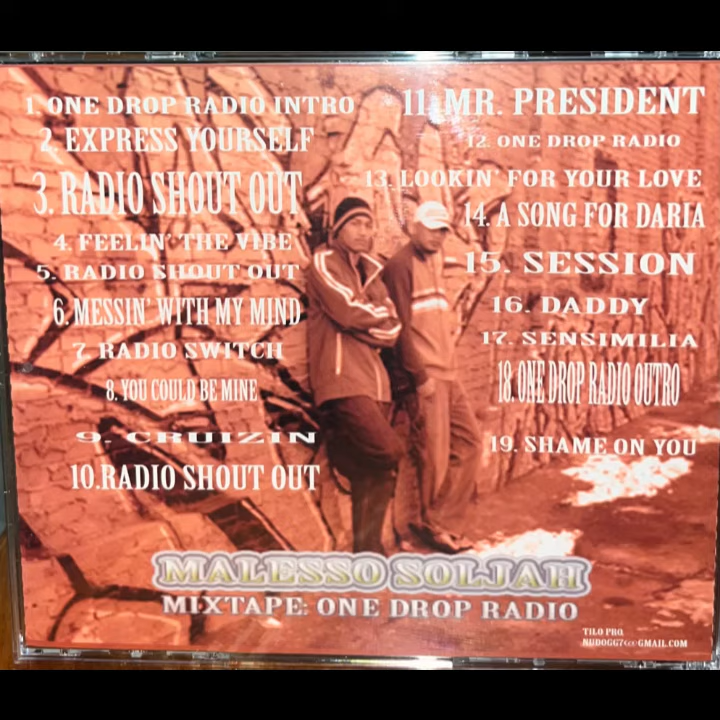 1. ONE DROP RADIO INTRO
2. EXPRESS YOURSELF
3. RADIO SHOUT OUT
4. FEELIN' THE VIBE
5. RADIO SHOUT OUT
6. MESSIN' WITH MY MIND
7. RADIO SWITCH
8. YOU COULD BE MINE
9. CRUIZIN
10.RADIO SHOUT OUT
11. MR. PRESIDENT
12. ONE DROP RADIO
13. LOOKIN' FOR YOUR LOVE
14. A SONG FOR DARIA
15. SESSION
16. DADDY
17. SENSIMILIA
18. ONE DROP RADIO OUTRO
19. SHAME ON YOU
MALESSO SOLJAH
MIXTAPE: ONE DROP RADIO
TILO PRO.